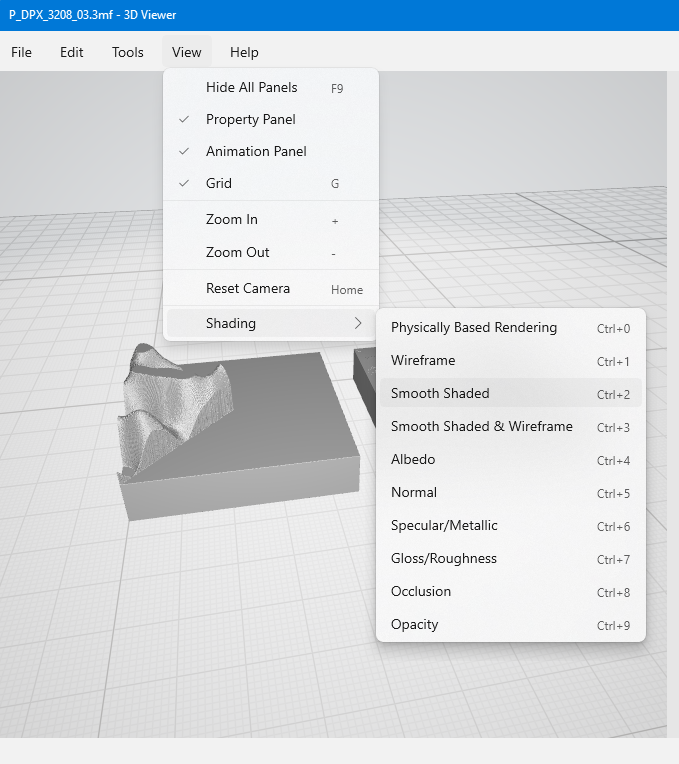 P_DPX_3208_03.3mf - 3D Viewer
File Edit Tools View Help
Hide All Panels F9
✓ Property Panel
✓ Animation Panel
✓ Grid G
Zoom In +
Zoom Out -
Reset Camera Home
Shading
Physically Based Rendering Ctrl+0
Wireframe Ctrl+1
Smooth Shaded Ctrl+2
Smooth Shaded & Wireframe Ctrl+3
Albedo Ctrl+4
Normal Ctrl+5
Specular/Metallic Ctrl+6
Gloss/Roughness Ctrl+7
Occlusion Ctrl+8
Opacity Ctrl+9